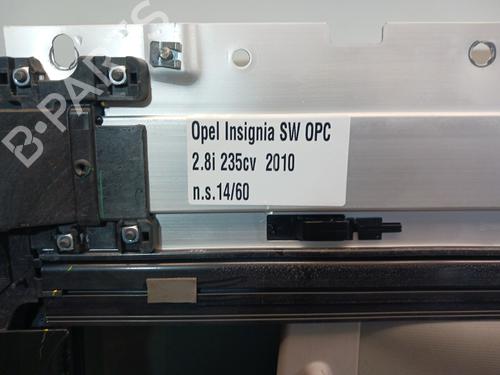 B-PARTS
Opel Insignia SW OPC
2.8i 235cv 2010
n.s.14/60